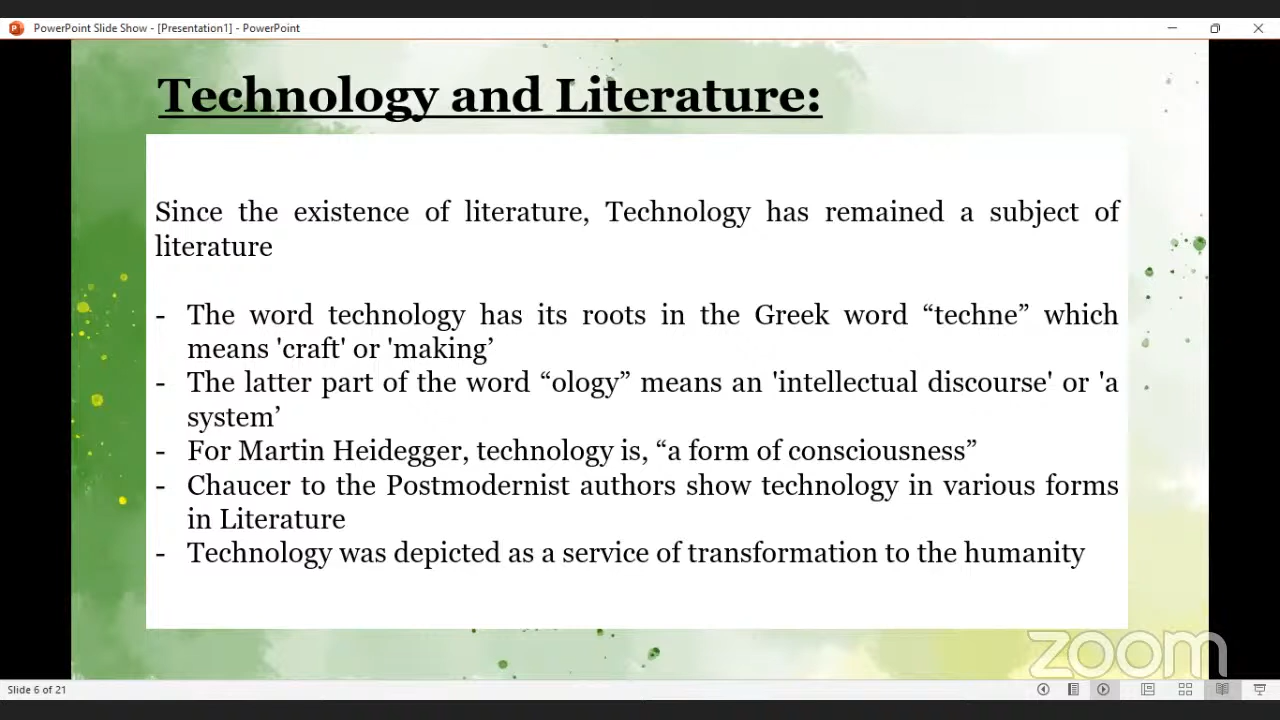 PowerPoint Slide Show - [Presentation1] - PowerPoint
Technology and Literature:
Since the existence of literature, Technology has remained a subject of
literature
- The word technology has its roots in the Greek word “techne” which
means 'craft' or 'making’
- The latter part of the word “ology” means an 'intellectual discourse' or 'a
system’
- For Martin Heidegger, technology is, “a form of consciousness”
- Chaucer to the Postmodernist authors show technology in various forms
in Literature
- Technology was depicted as a service of transformation to the humanity
zoom
Slide 6 of 21